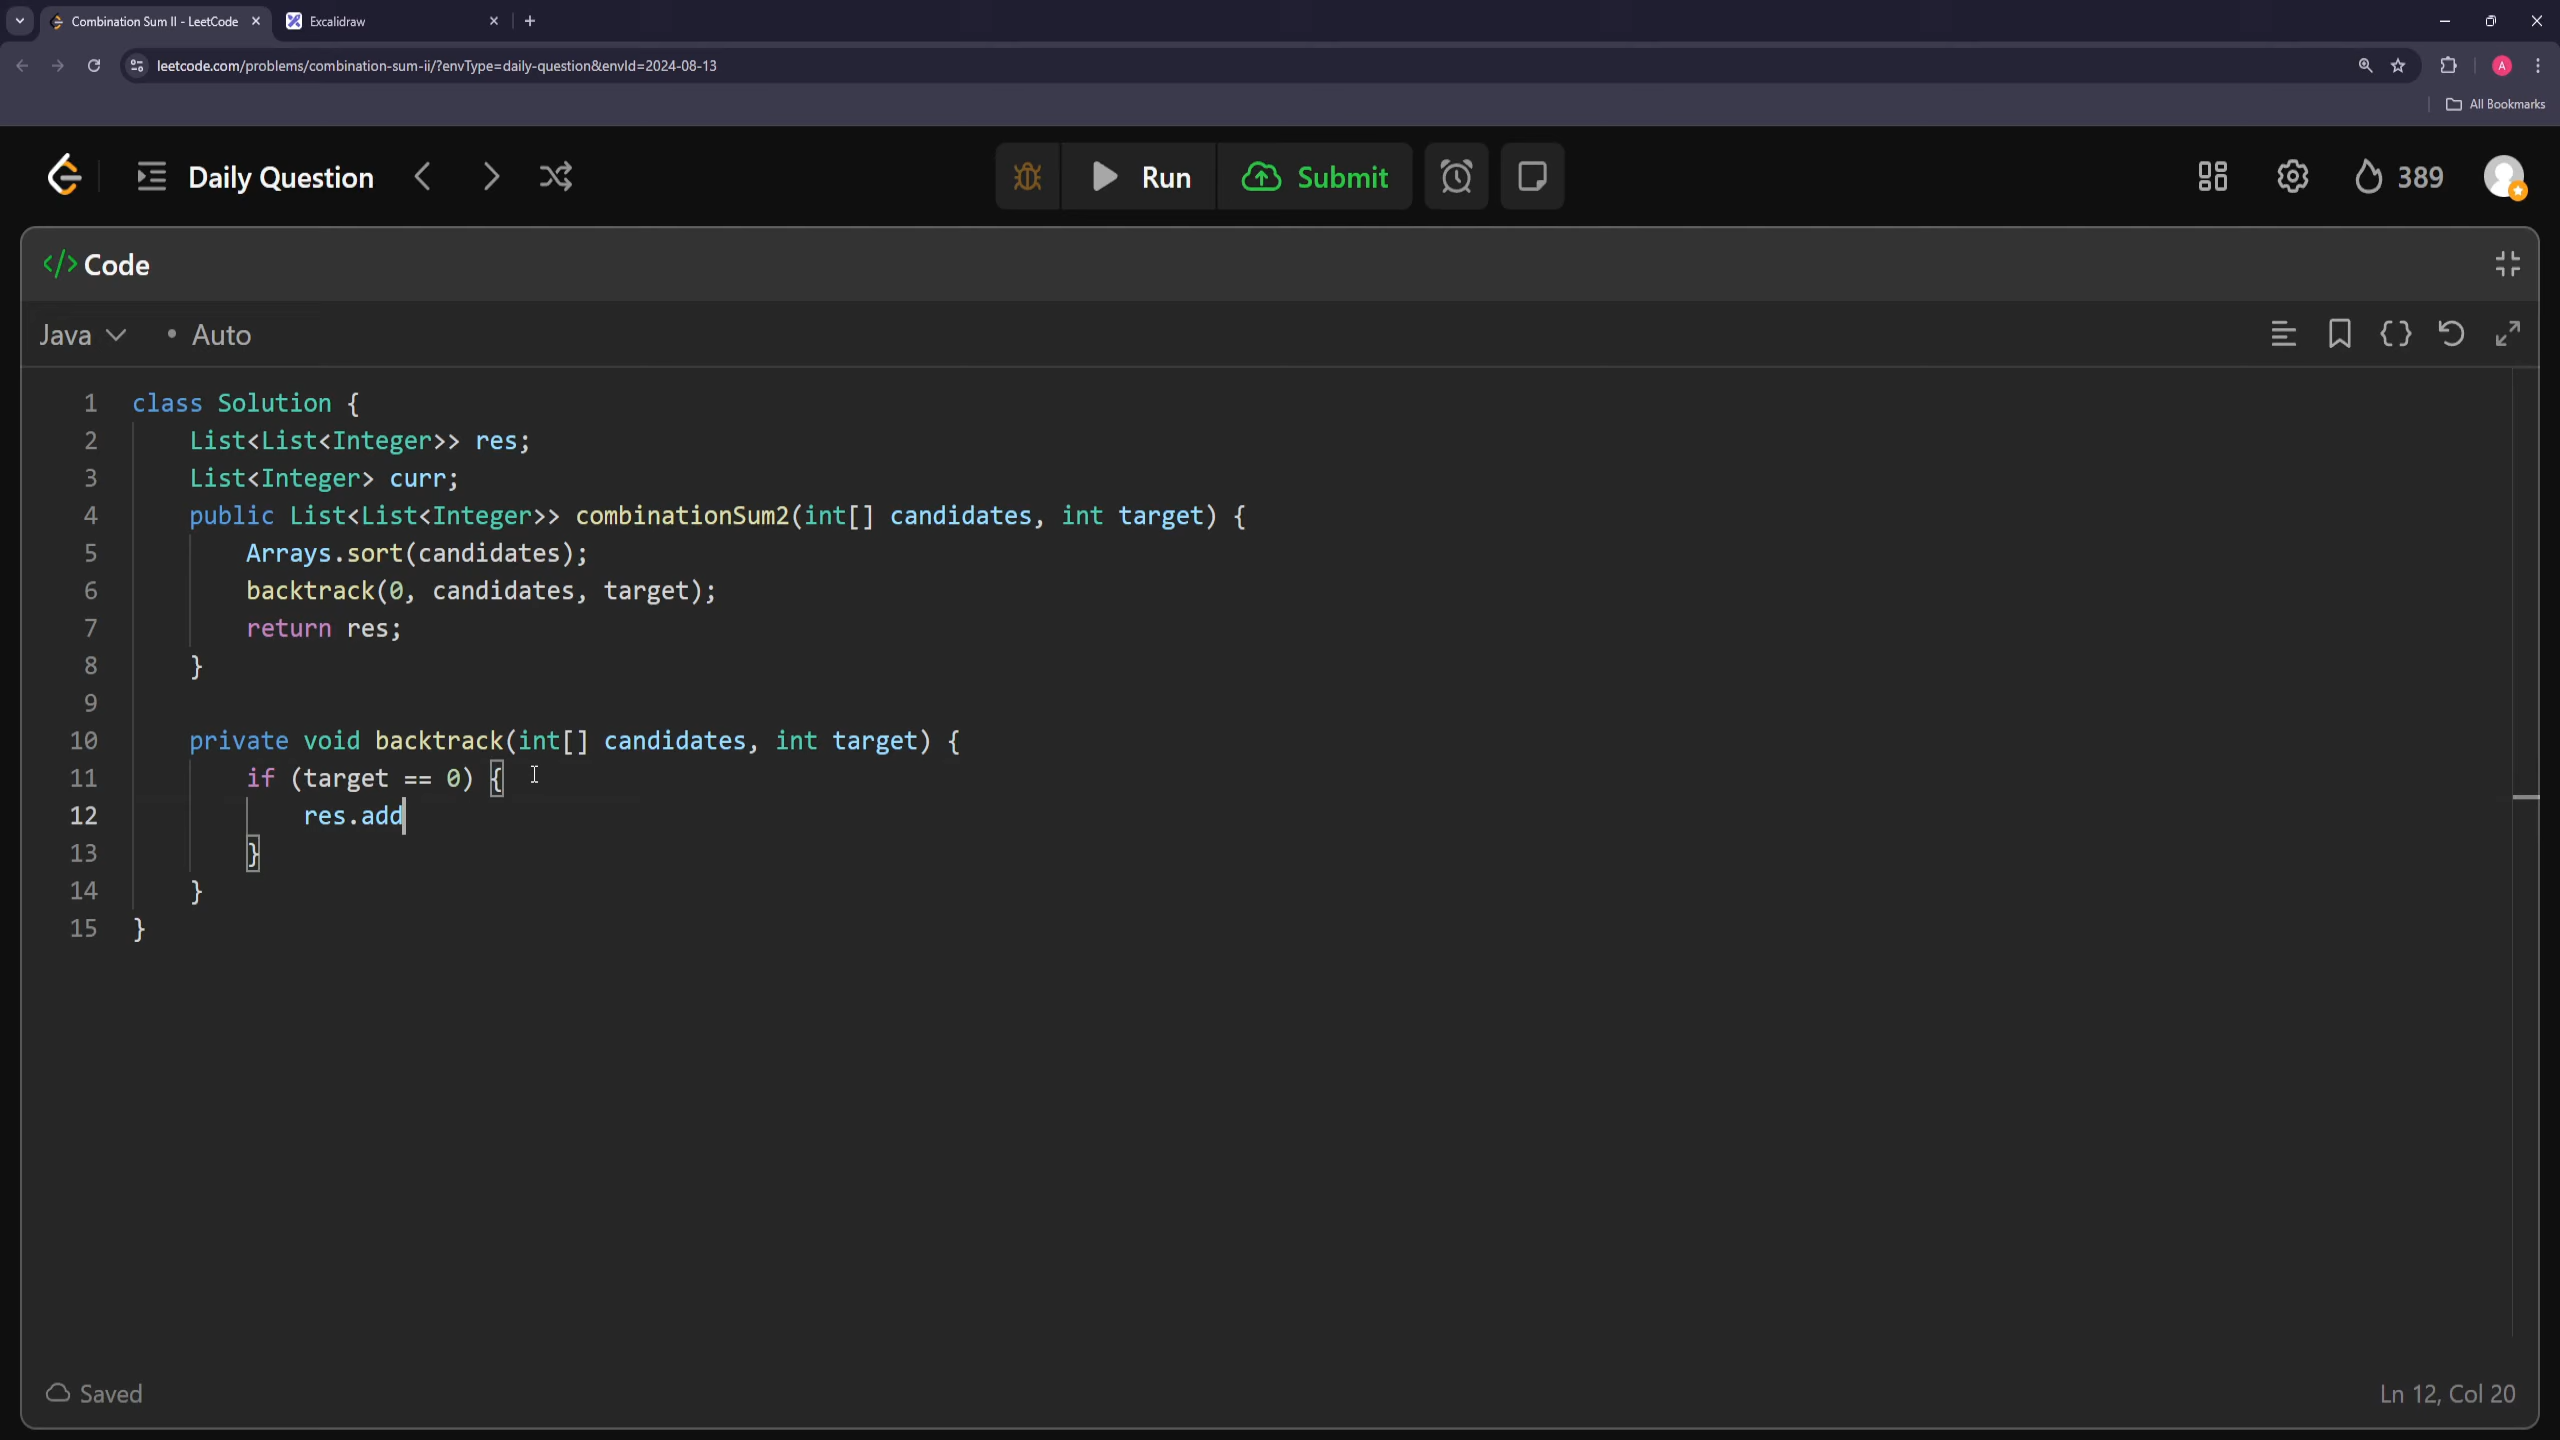 Combination Sum II - LeetCode
Excalidraw
leetcode.com/problems/combination-sum-ii/?envType=daily-question&envId=2024-08-13
A
All Bookmarks
Daily Question
Run
Submit
389
</> Code
Java
• Auto
1 class Solution {
2 List<List<Integer>> res;
3 List<Integer> curr;
4 public List<List<Integer>> combinationSum2(int[] candidates, int target) {
5 Arrays.sort(candidates);
6 backtrack(0, candidates, target);
7 return res;
8 }
9
10 private void backtrack(int[] candidates, int target) {
11 if (target == 0) {
12 res.add
13 }
14 }
15 }
Saved
Ln 12, Col 20